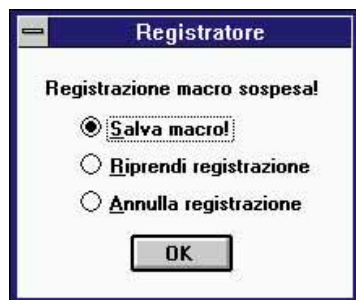 Registratore
Registrazione macro sospesa!
Salva macro!
Riprendi registrazione
Annulla registrazione
OK